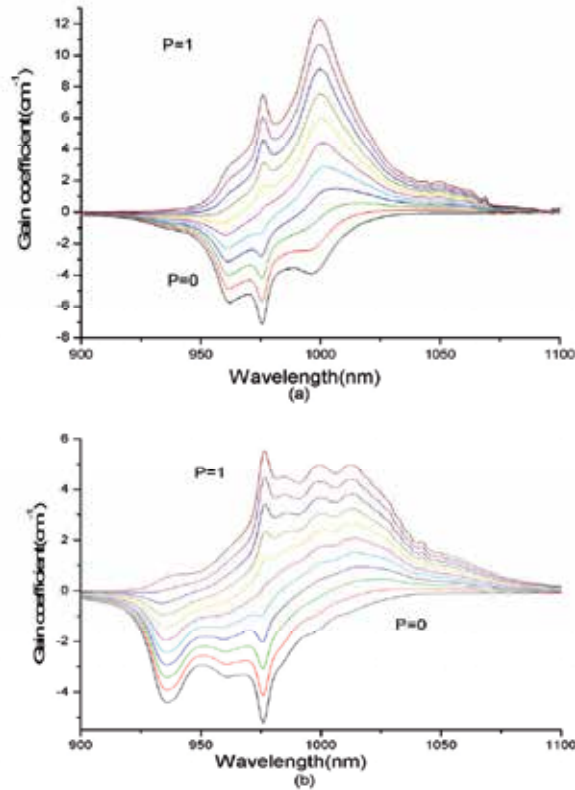 12
10
8
6
4
2
0
-2
-4
-6
-8
Gain coefficient(cm-1)
P=1
P=0
900 950 1000 1050 1100
Wavelength(nm)
(a)
6
4
2
0
-2
-4
Gain coefficient(cm-1)
P=1
P=0
900 950 1000 1050 1100
Wavelength(nm)
(b)